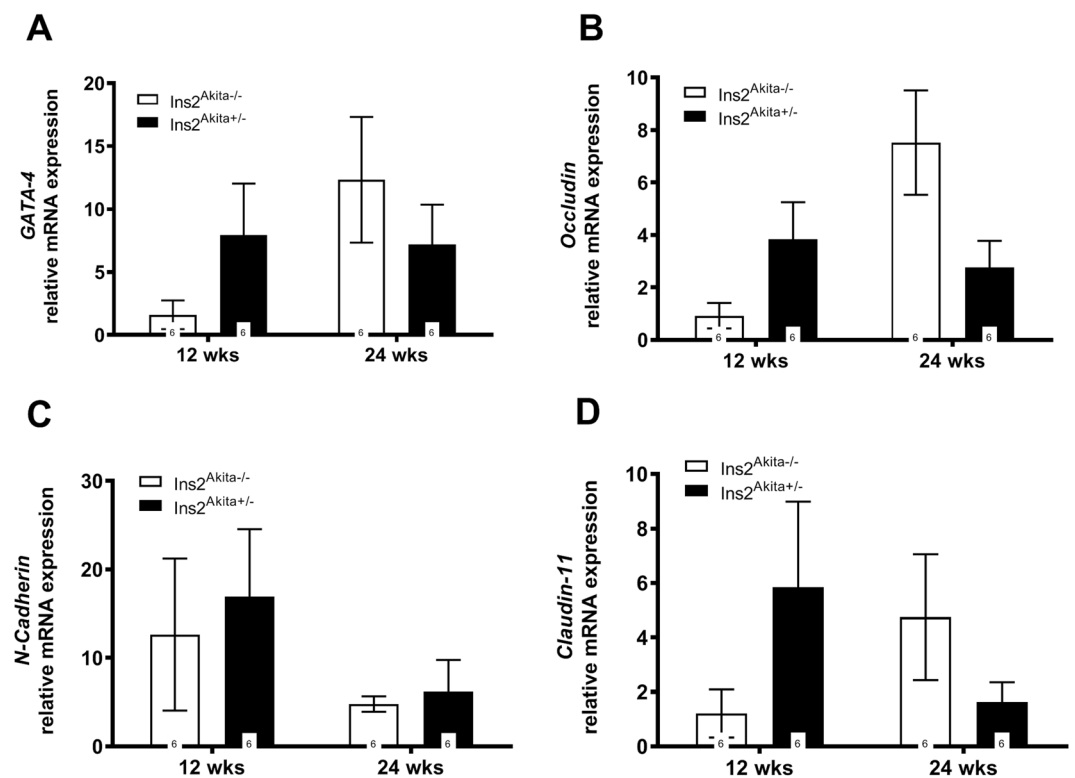 A
GATA-4
relative mRNA expression
20
15
10
5
0
Ins2Akita-/-
Ins2Akita+/-
6
6
6
6
12 wks
24 wks
B
Occludin
relative mRNA expression
10
8
6
4
2
0
Ins2Akita-/-
Ins2Akita+/-
6
6
6
6
12 wks
24 wks
C
N-Cadherin
relative mRNA expression
30
20
10
0
Ins2Akita-/-
Ins2Akita+/-
6
6
6
6
12 wks
24 wks
D
Claudin-11
relative mRNA expression
10
8
6
4
2
0
Ins2Akita-/-
Ins2Akita+/-
6
6
6
6
12 wks
24 wks